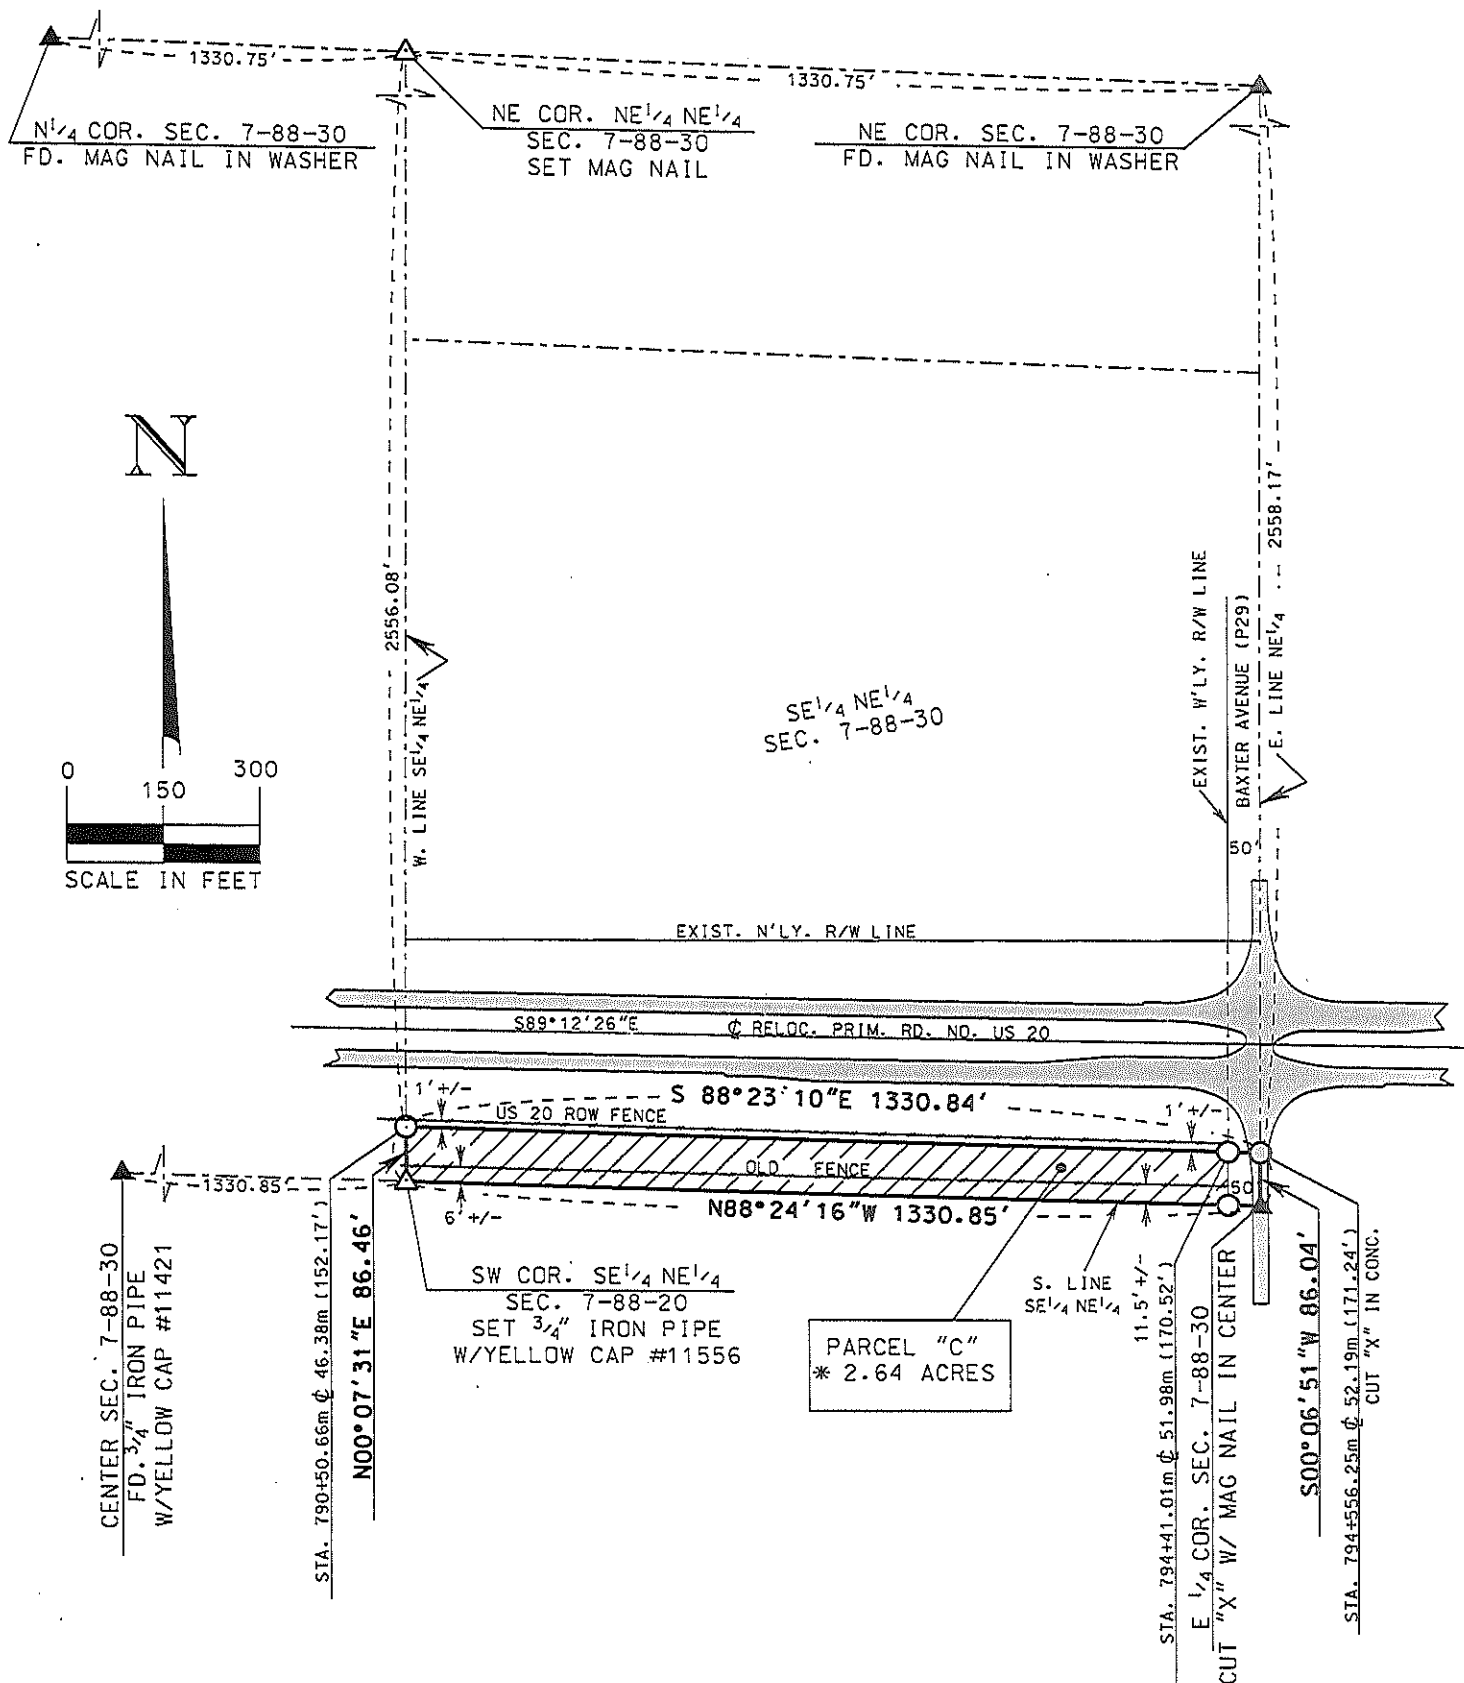 1330.75'
1330.75'
N1/4 COR. SEC. 7-88-30
FD. MAG NAIL IN WASHER
NE COR. NE1/4 NE1/4
SEC. 7-88-30
SET MAG NAIL
NE COR. SEC. 7-88-30
FD. MAG NAIL IN WASHER
N
0
150
300
SCALE IN FEET
2556.08'
W. LINE SE1/4 NE1/4
SE1/4 NE1/4
SEC. 7-88-30
EXIST. W'LY. R/W LINE
BAXTER AVENUE (P29)
E. LINE NE1/4
2558.17'
50'
EXIST. N'LY. R/W LINE
S89°12'26"E
℄ RELOC. PRIM. RD. NO. US 20
1'+/-
S 88°23'10"E 1330.84'
1'+/-
US 20 ROW FENCE
OLD FENCE
50'
1330.85'
6'+/-
N88°24'16"W 1330.85'
CENTER SEC. 7-88-30
FD. 3/4" IRON PIPE
W/YELLOW CAP #11421
STA. 790+50.66m ℄ 46.38m (152.17')
N00°07'31"E 86.46'
SW COR. SE1/4 NE1/4
SEC. 7-88-20
SET 3/4" IRON PIPE
W/YELLOW CAP #11556
PARCEL "C"
* 2.64 ACRES
S. LINE
SE1/4 NE1/4
11.5'+/-
STA. 794+41.01m ℄ 51.98m (170.52')
E 1/4 COR. SEC. 7-88-30
CUT "X" W/ MAG NAIL IN CENTER
S00°06'51"W 86.04'
STA. 794+556.25m ℄ 52.19m (171.24')
CUT "X" IN CONC.